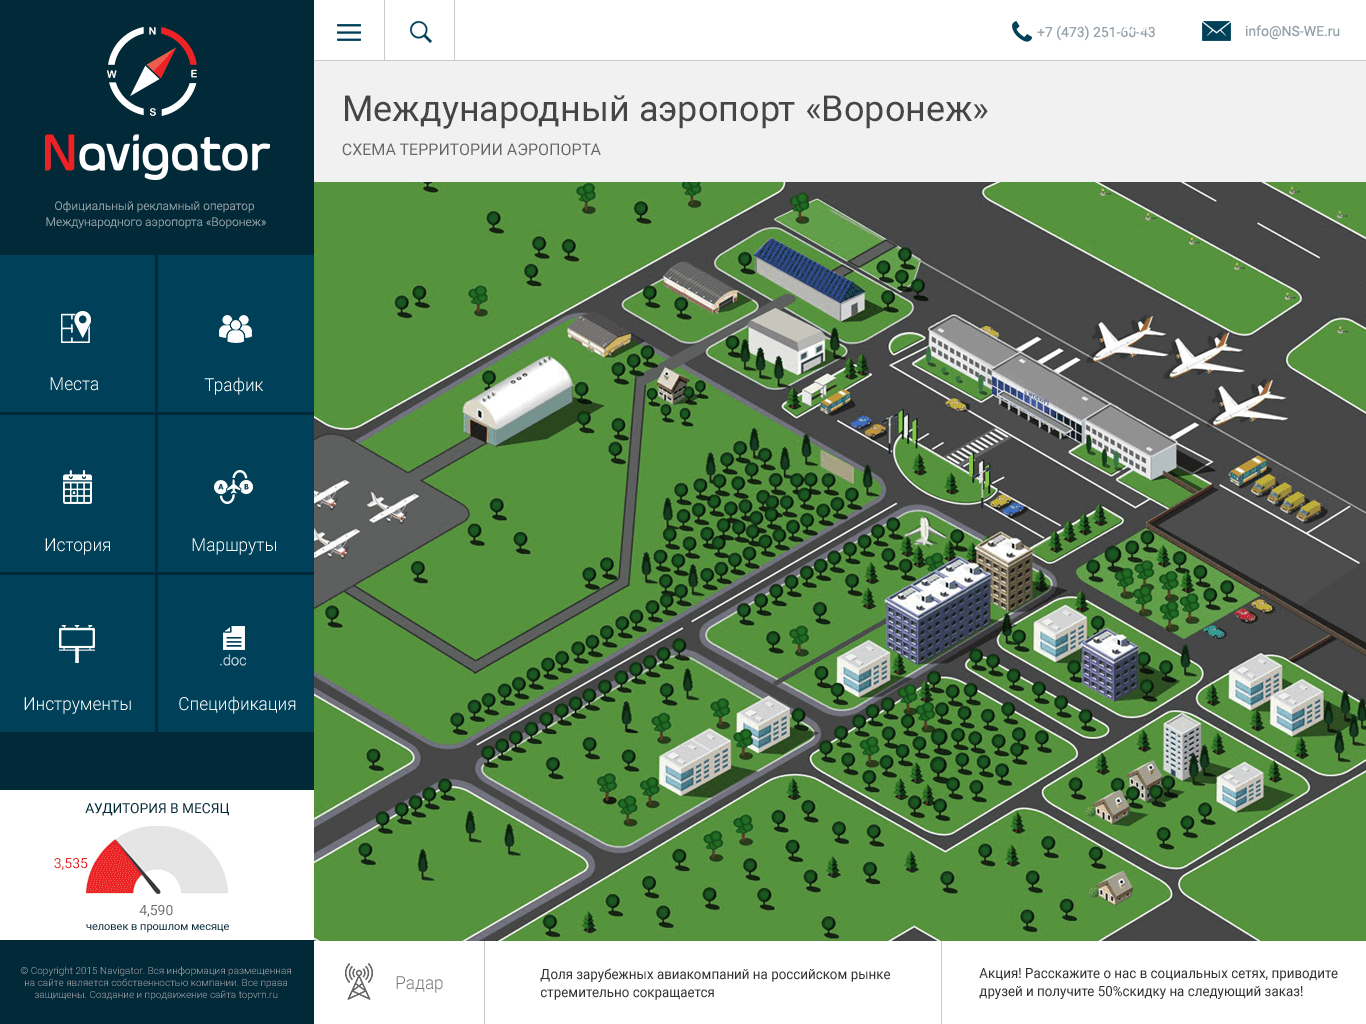 N
W E
S
Navigator
Официальный рекламный оператор
Международного аэропорта «Воронеж»
Места
Трафик
История
A B
Маршруты
Инструменты
.doc
Спецификация
АУДИТОРИЯ В МЕСЯЦ
3,535
4,590
человек в прошлом месяце
© Copyright 2015 Navigator. Вся информация размещенная
на сайте является собственностью компании. Все права
защищены. Создание и продвижение сайта topvrn.ru
+7 (473)
info@NS-WE.ru
Международный аэропорт «Воронеж»
СХЕМА ТЕРРИТОРИИ АЭРОПОРТА
Радар
Доля зарубежных авиакомпаний на российском рынке
стремительно сокращается
Акция! Расскажите о нас в социальных сетях, приводите
друзей и получите 50%скидку на следующий заказ!